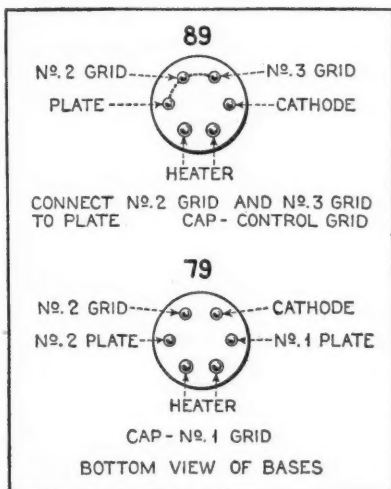 89
Nº.2 GRID Nº.3 GRID
PLATE CATHODE
HEATER
CONNECT Nº.2 GRID AND Nº.3 GRID
TO PLATE CAP-CONTROL GRID
79
Nº.2 GRID CATHODE
Nº.2 PLATE Nº.1 PLATE
HEATER
CAP-Nº.1 GRID
BOTTOM VIEW OF BASES